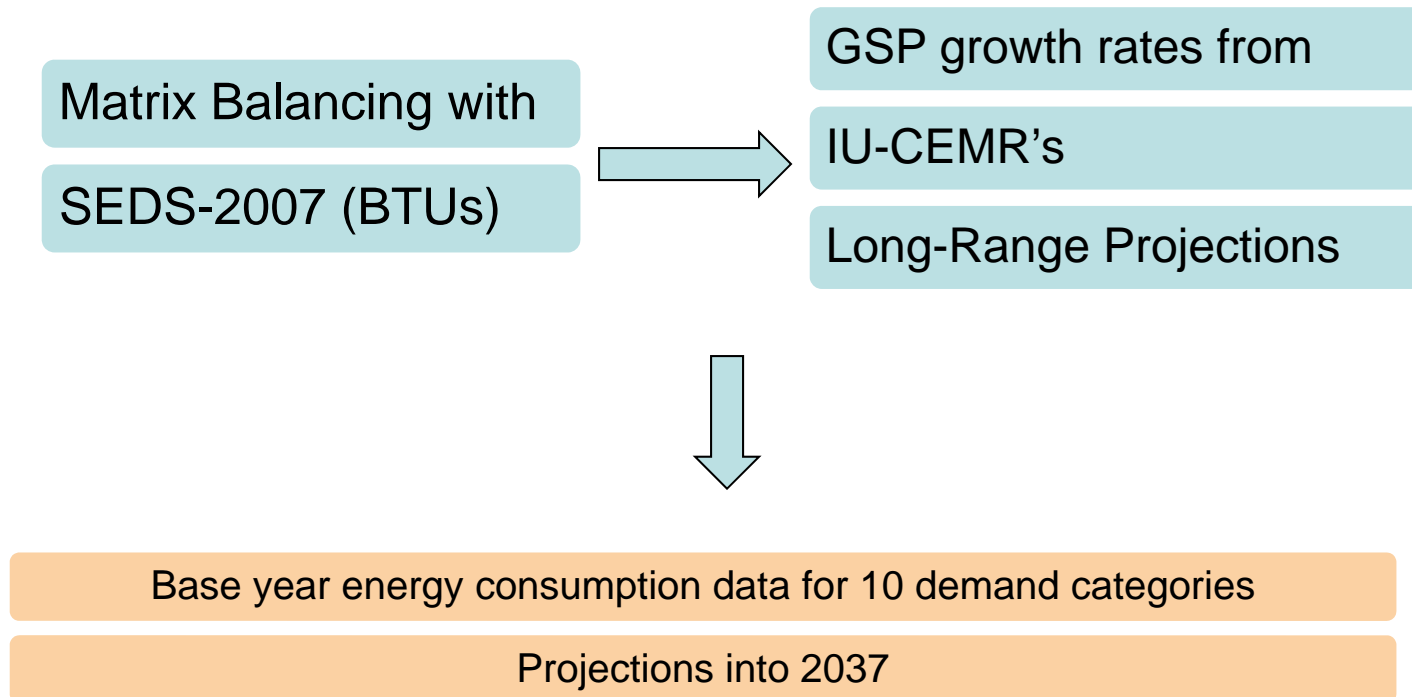 Matrix Balancing with
SEDS-2007 (BTUs)
GSP growth rates from
IU-CEMR’s
Long-Range Projections
Base year energy consumption data for 10 demand categories
Projections into 2037